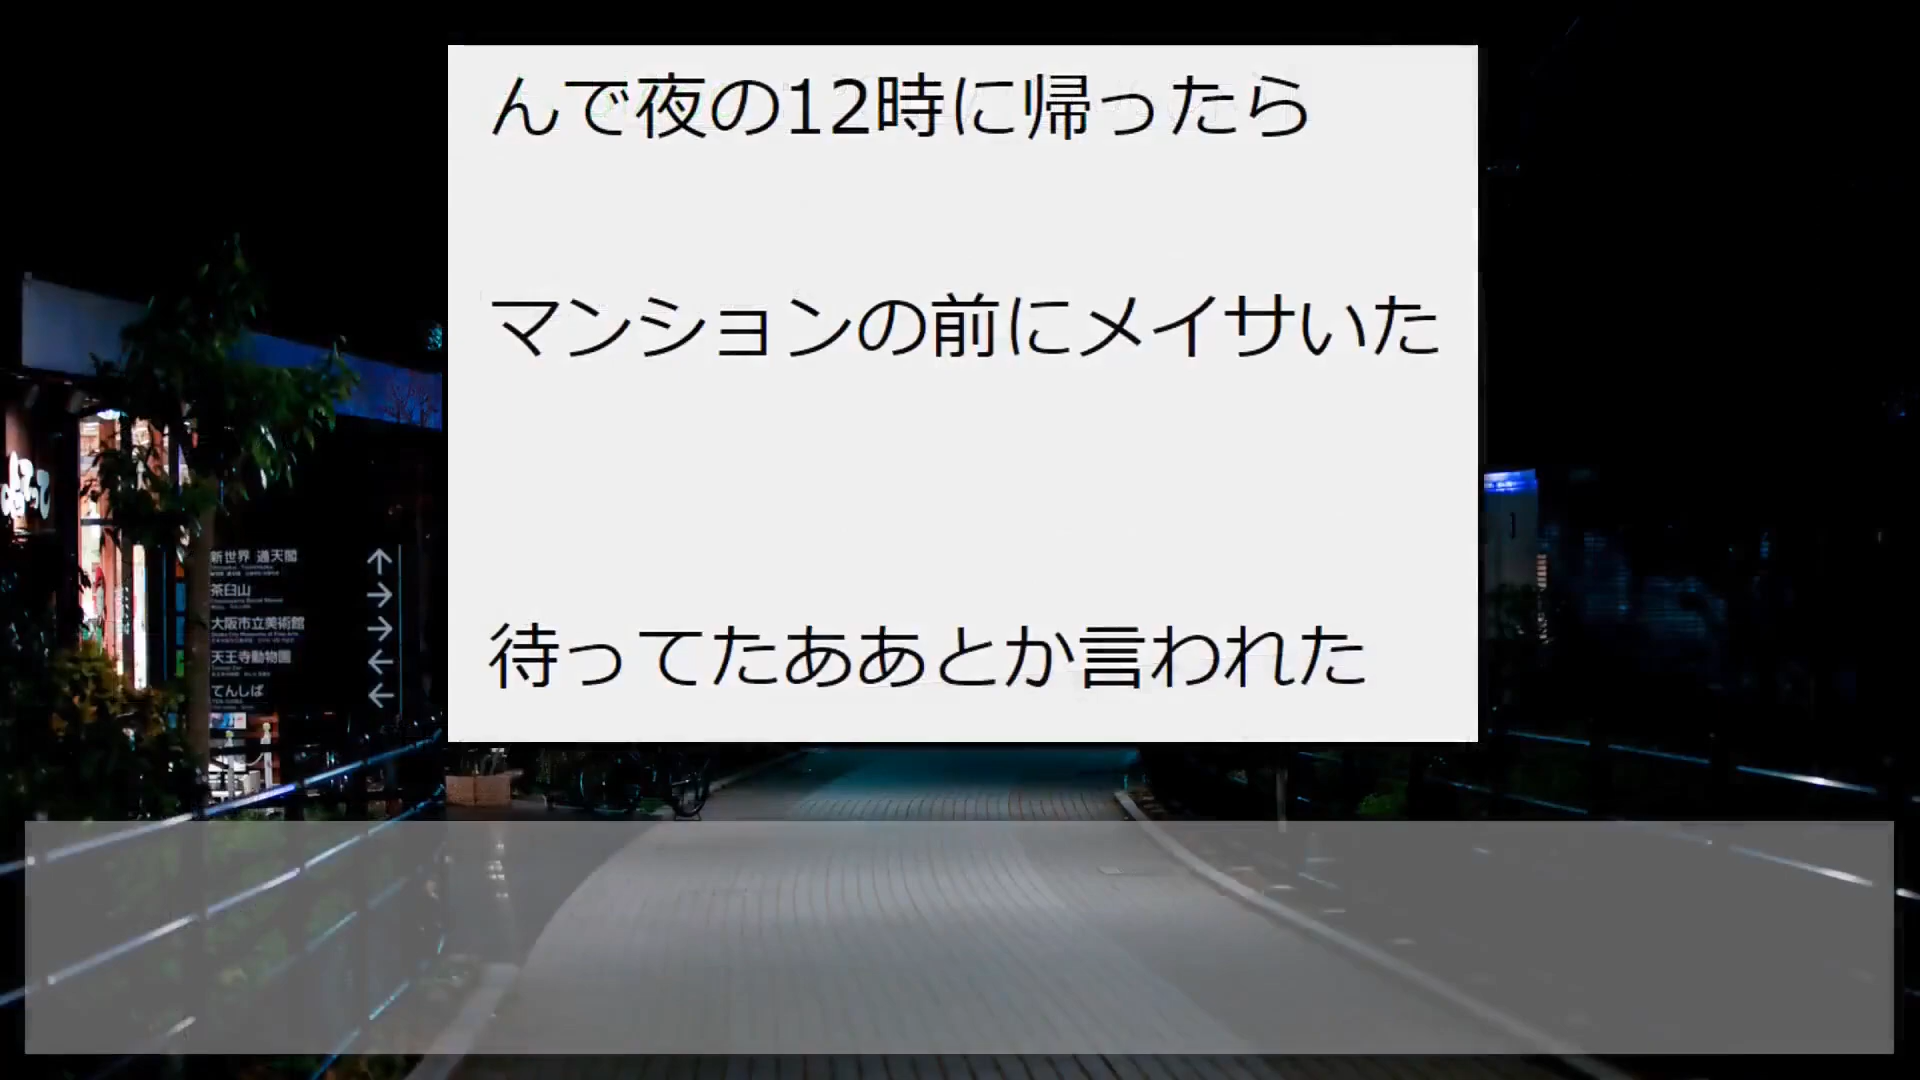 んで夜の12時に帰ったら
マンションの前にメイサいた
待ってたああとか言われた
新世界 通天閣
茶臼山
大阪市立美術館
天王寺動物園
てんしば